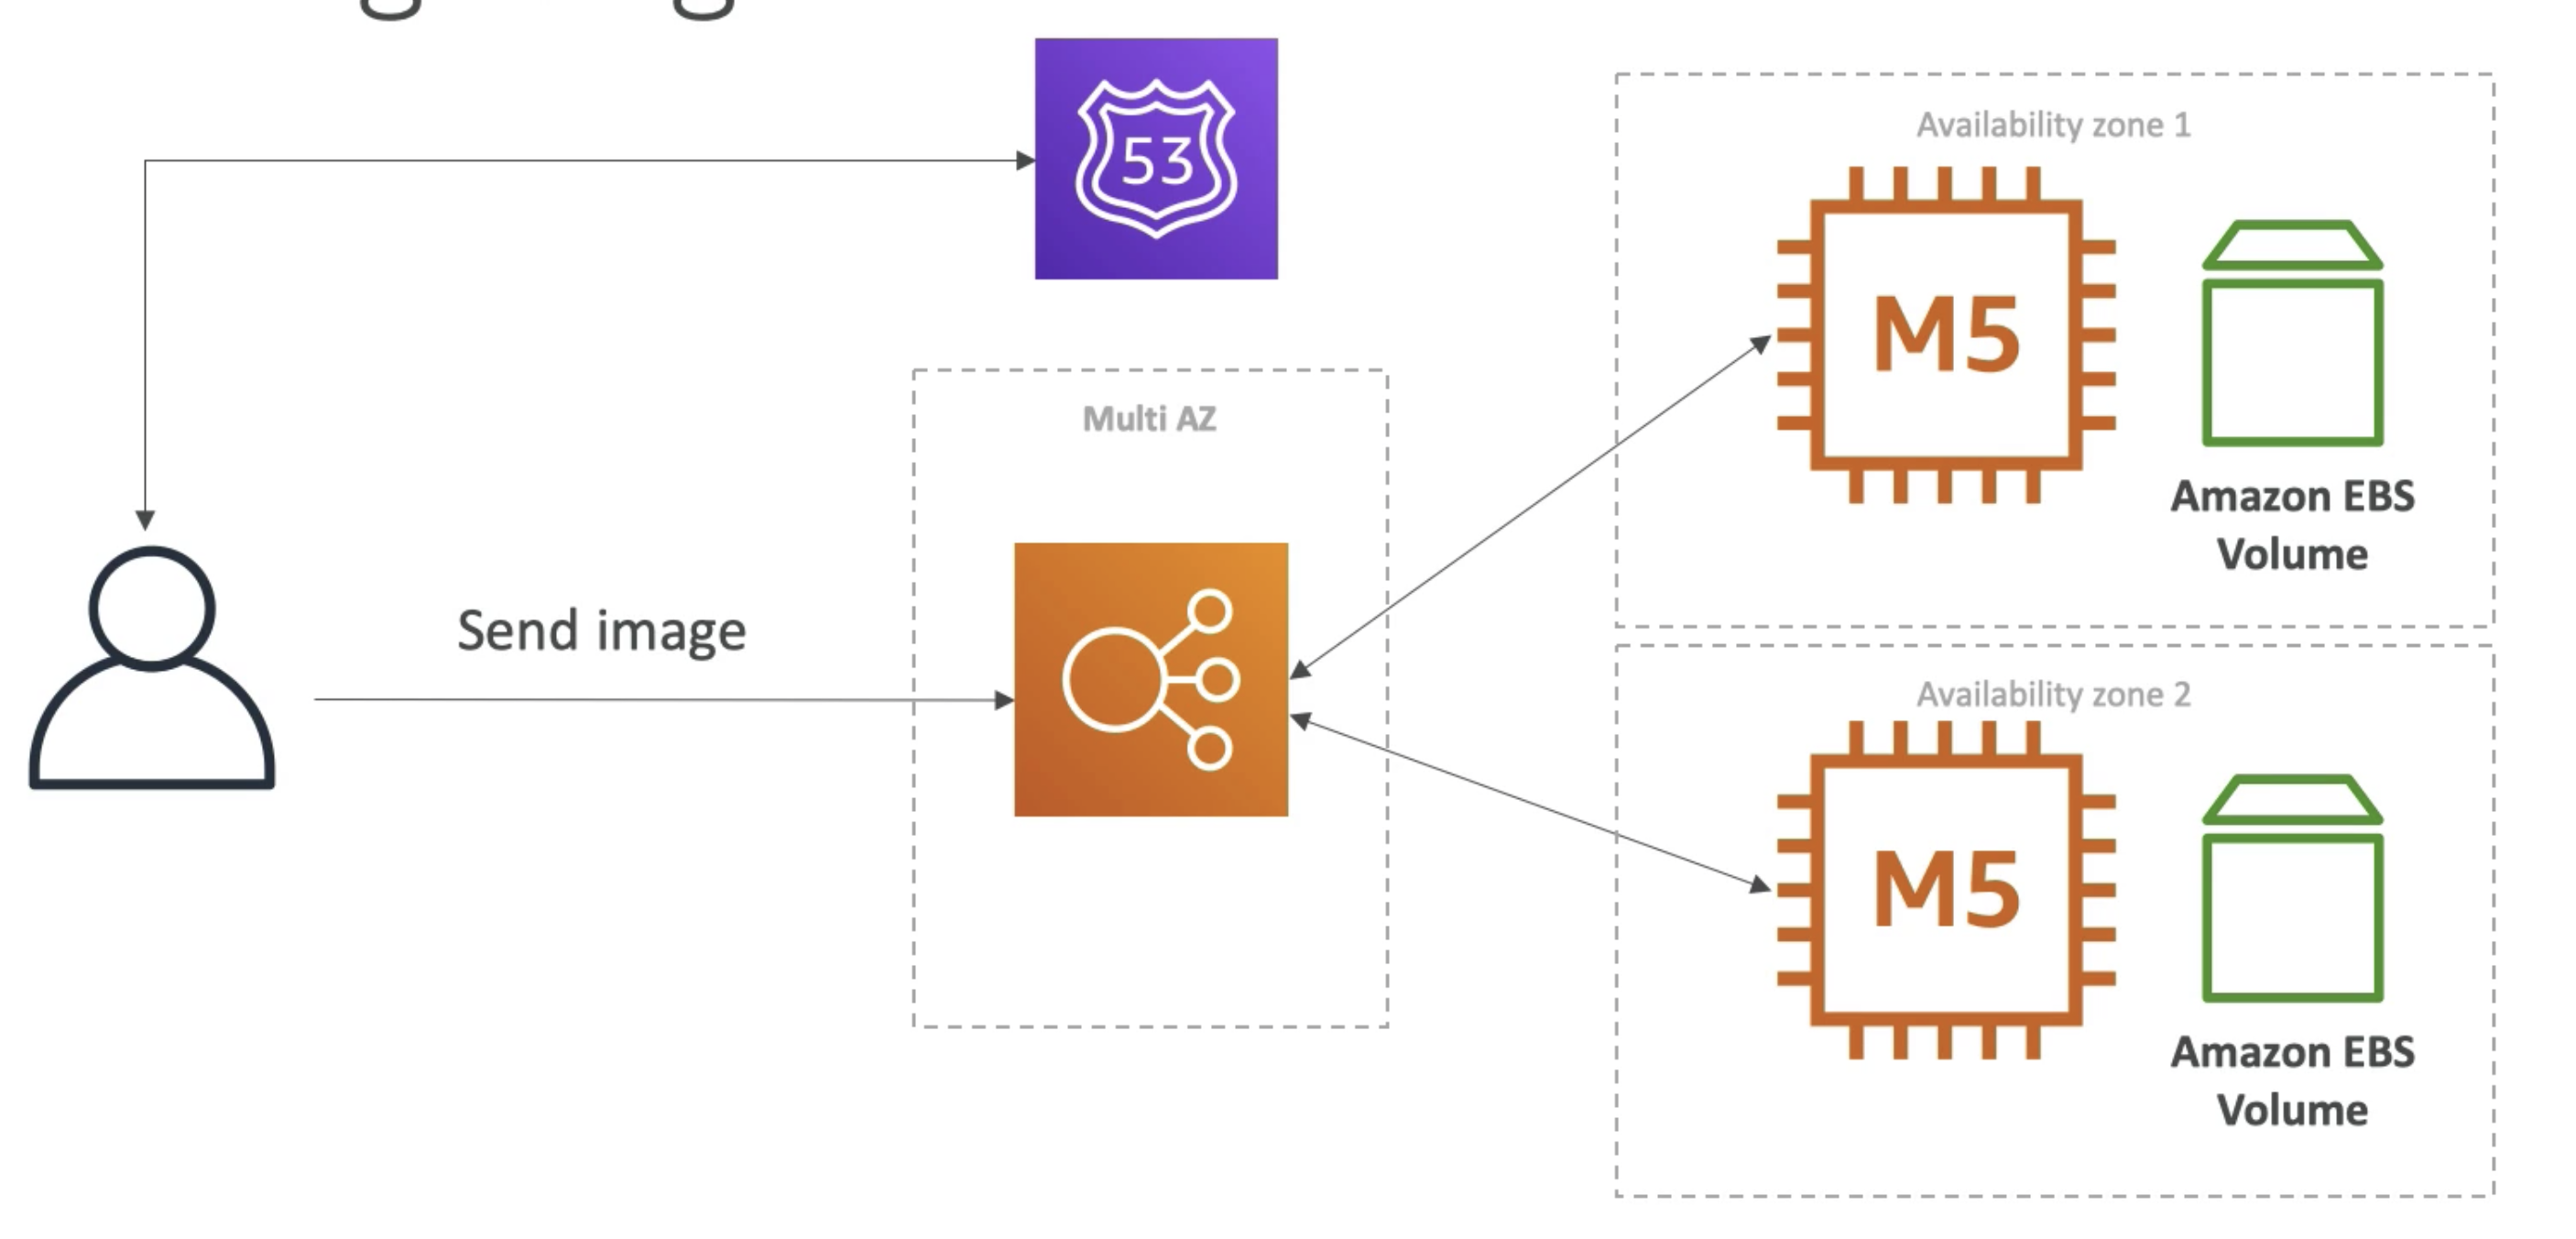 53
Multi AZ
Send image
Availability zone 1
M5
Amazon EBS
Volume
Availability zone 2
M5
Amazon EBS
Volume